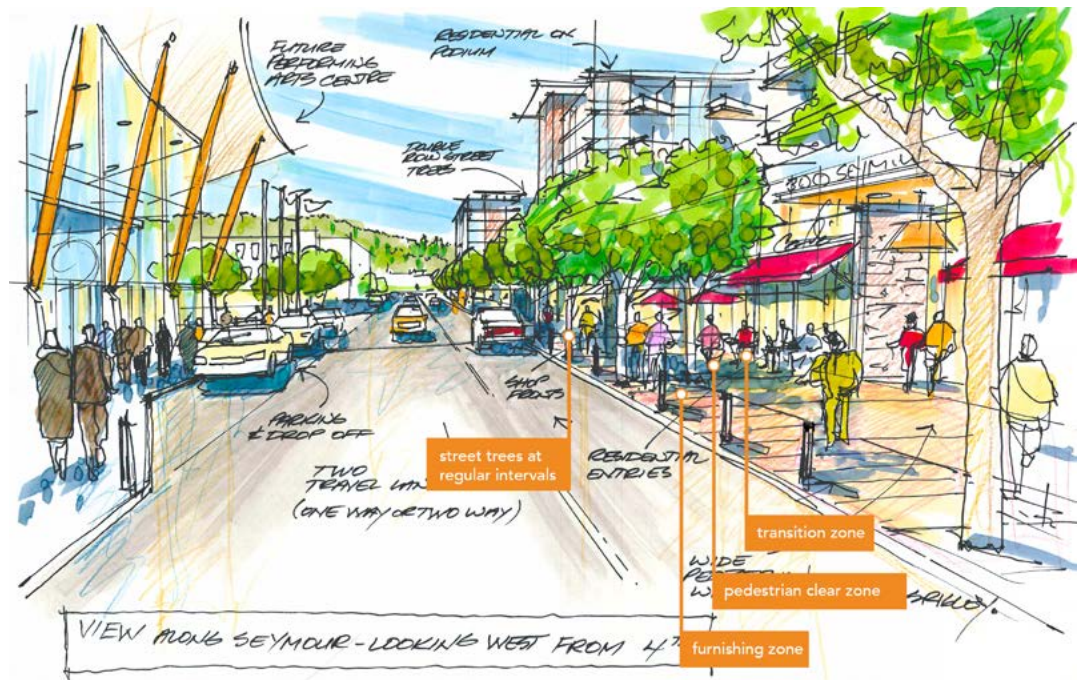 FUTURE
PERFORMING
ARTS CENTRE
RESIDENTIAL ON
PODIUM
DOUBLE
ROW STREET
TREES
SHOP
FRONTS
PARKING
& DROP OFF
street trees at
regular intervals
RESIDENTIAL
ENTRIES
TWO
TRAVEL
(ONE WAY OR TWO WAY)
transition zone
WIDE
pedestrian clear zone
furnishing zone
VIEW ALONG SEYMOUR-LOOKING WEST FROM